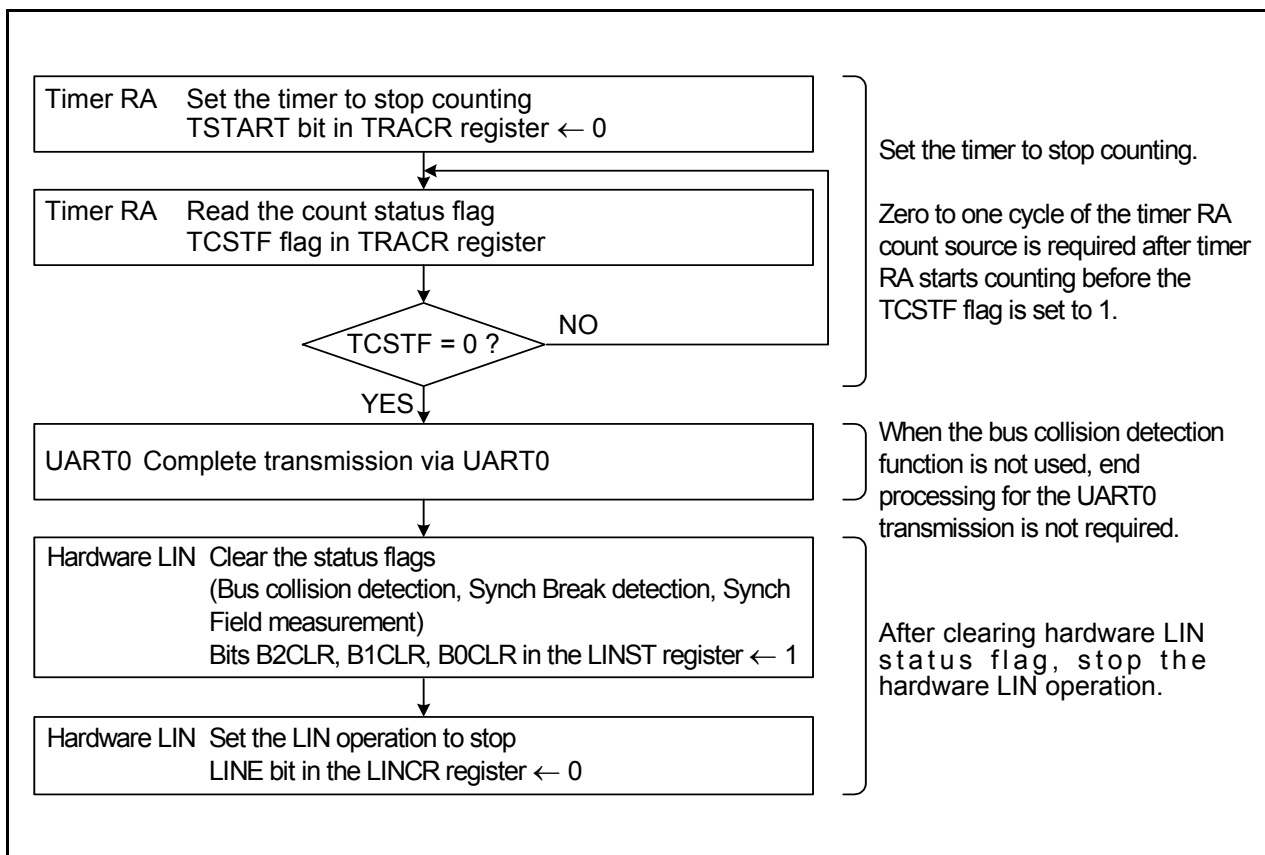 Timer RA Set the timer to stop counting
TSTART bit in TRACR register ← 0
Timer RA Read the count status flag
TCSTF flag in TRACR register
TCSTF = 0 ?
NO
YES
Set the timer to stop counting.
Zero to one cycle of the timer RA
count source is required after timer
RA starts counting before the
TCSTF flag is set to 1.
UART0 Complete transmission via UART0
When the bus collision detection
function is not used, end
processing for the UART0
transmission is not required.
Hardware LIN Clear the status flags
(Bus collision detection, Synch Break detection, Synch
Field measurement)
Bits B2CLR, B1CLR, B0CLR in the LINST register ← 1
Hardware LIN Set the LIN operation to stop
LINE bit in the LINCR register ← 0
After clearing hardware LIN
status flag, stop the
hardware LIN operation.